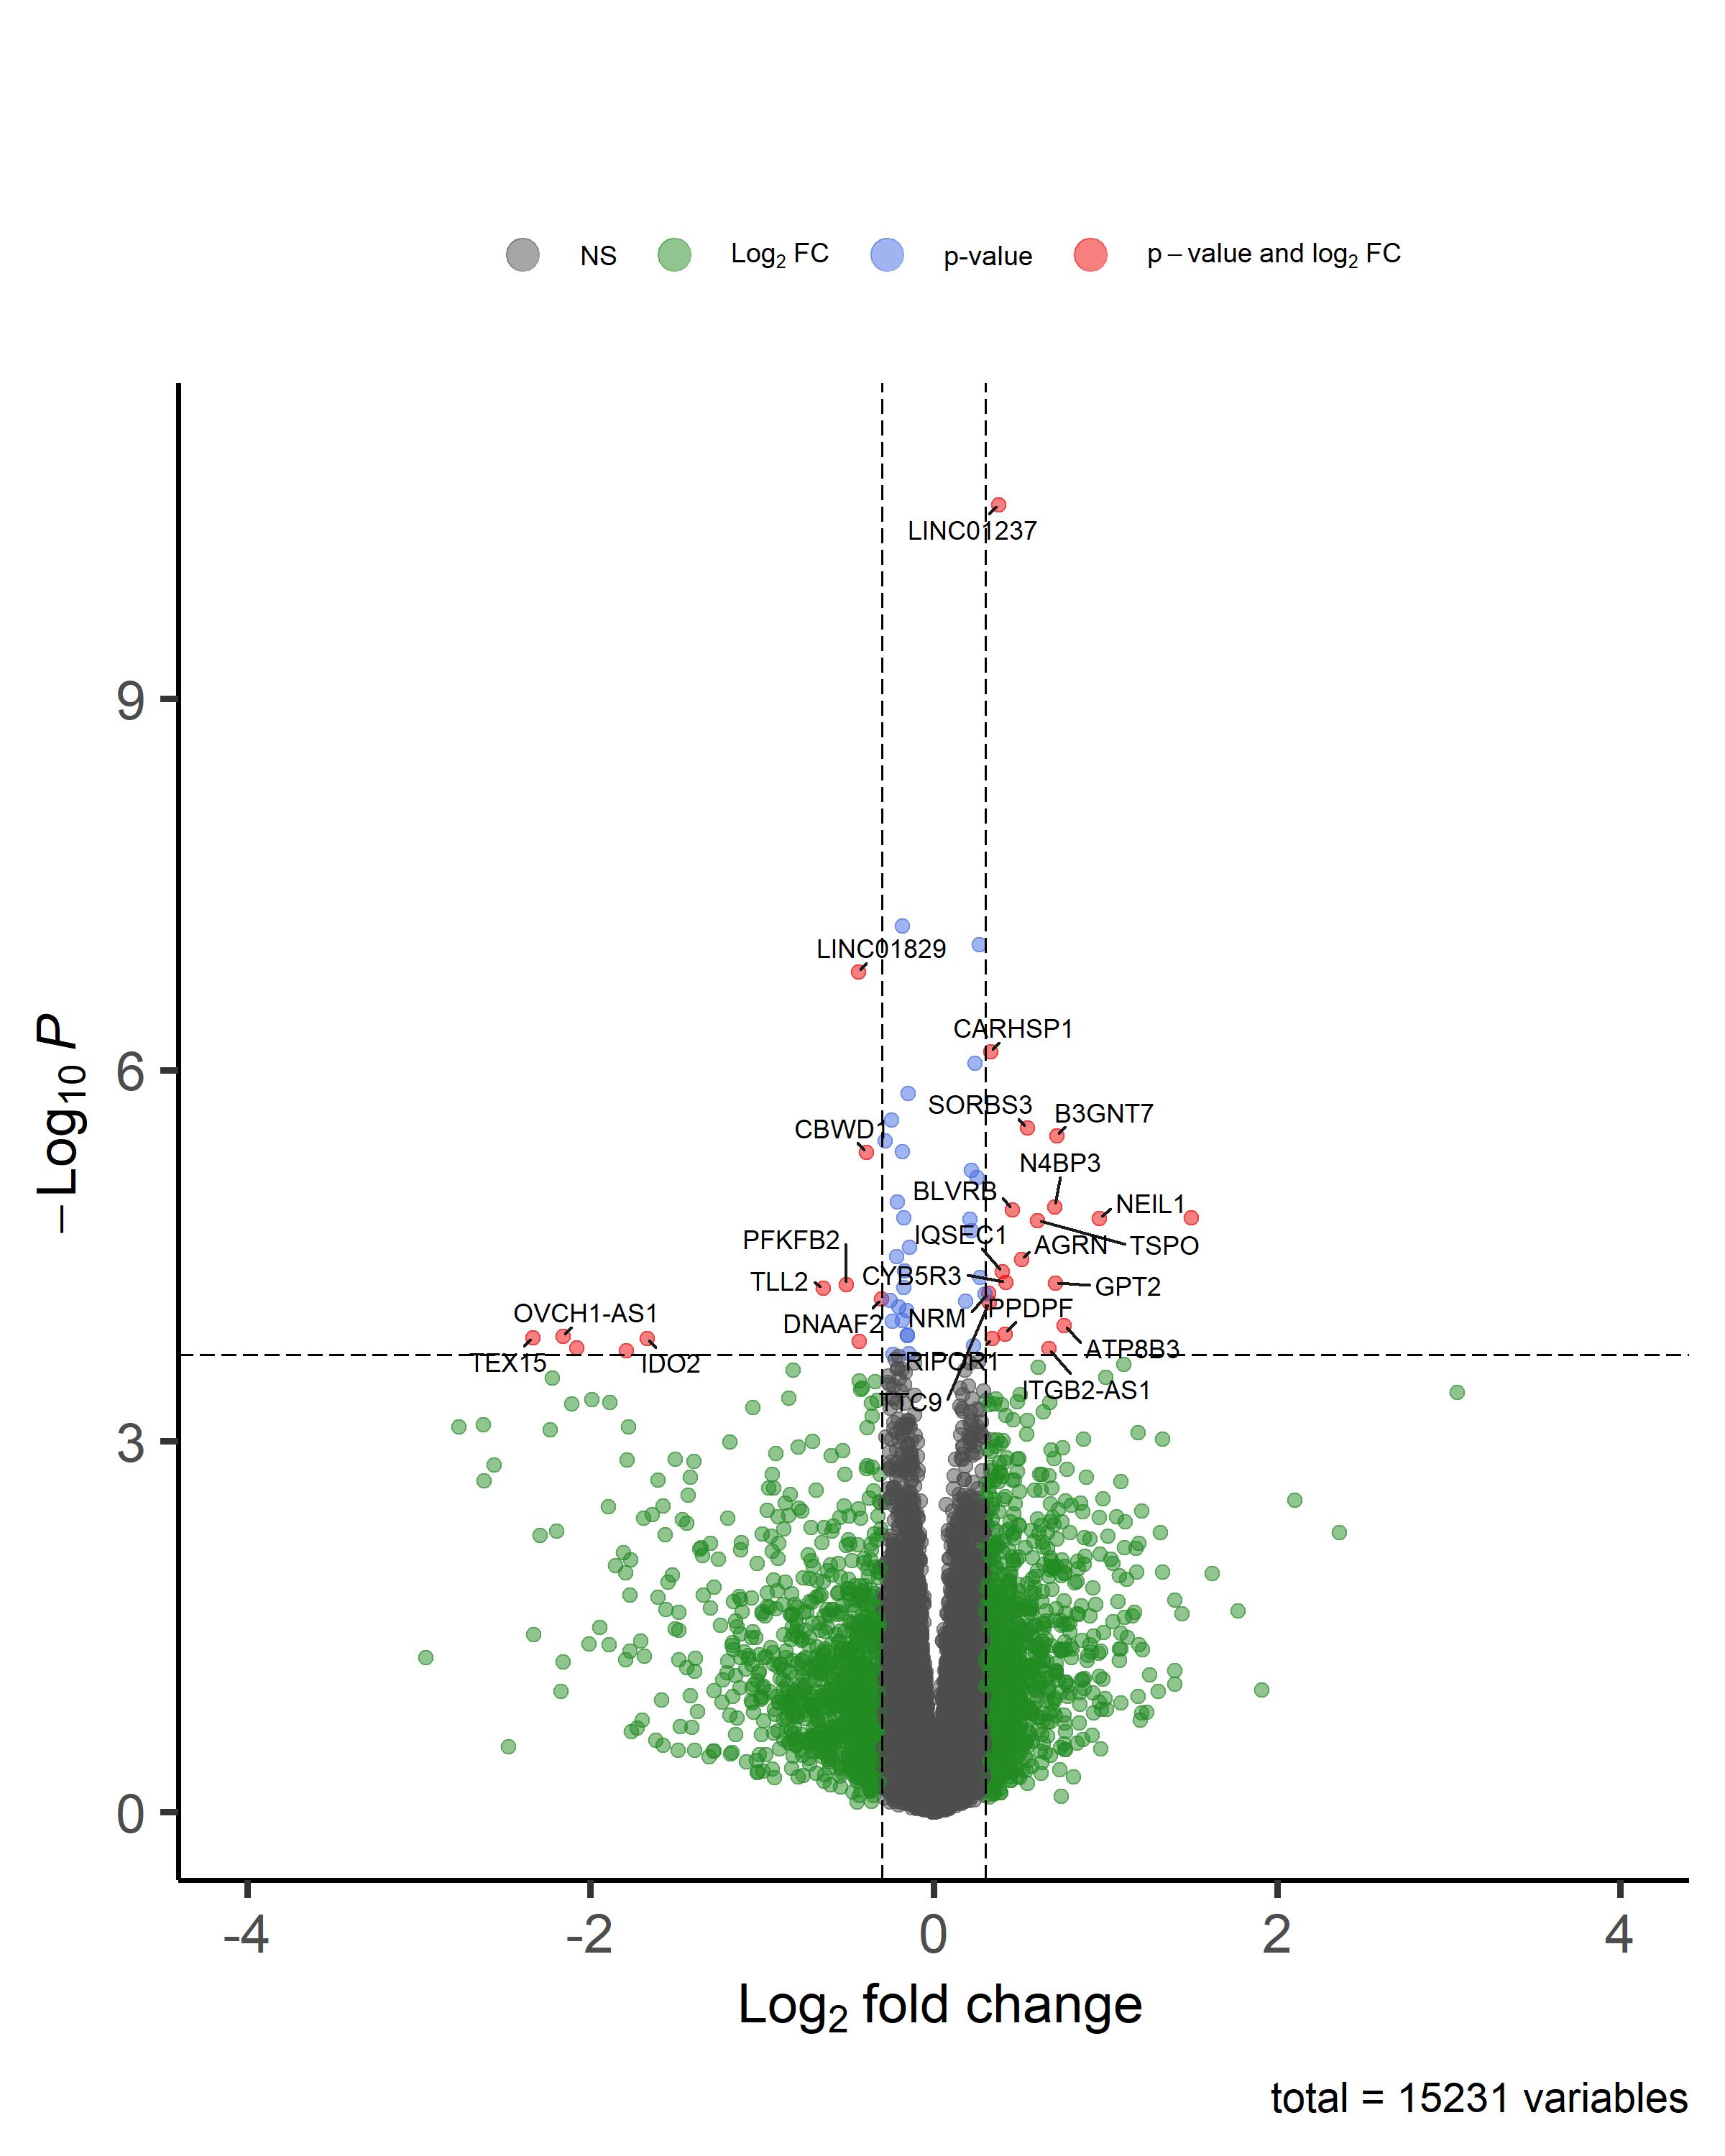 NS Log₂ FC p-value p – value and log₂ FC
LINC01237
9
LINC01829
CARHSP1
6
SORBS3 B3GNT7
CBWD1
N4BP3
BLVRB NEIL1
IQSEC1 AGRN TSPO
PFKFB2
TLL2 CYB5R3 GPT2
OVCH1-AS1 DNAAF2 NRM PPDPF
TEX15 IDO2 RIPOR1 ATP8B3
TTC9 ITGB2-AS1
3
0
−Log₁₀ P
-4 -2 0 2 4
Log₂ fold change
total = 15231 variables